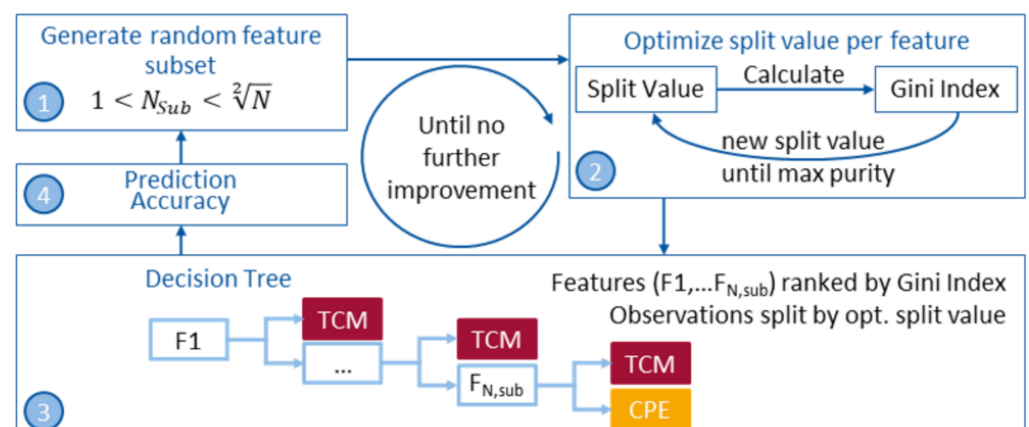 Generate random feature
subset
1 < N_Sub < ²√N
1
Optimize split value per feature
Split Value
Calculate
Gini Index
new split value
until max purity
2
Until no
further
improvement
Prediction
Accuracy
4
Decision Tree
Features (F1,...F_N,sub) ranked by Gini Index
Observations split by opt. split value
F1
TCM
...
TCM
F_N,sub
TCM
CPE
3